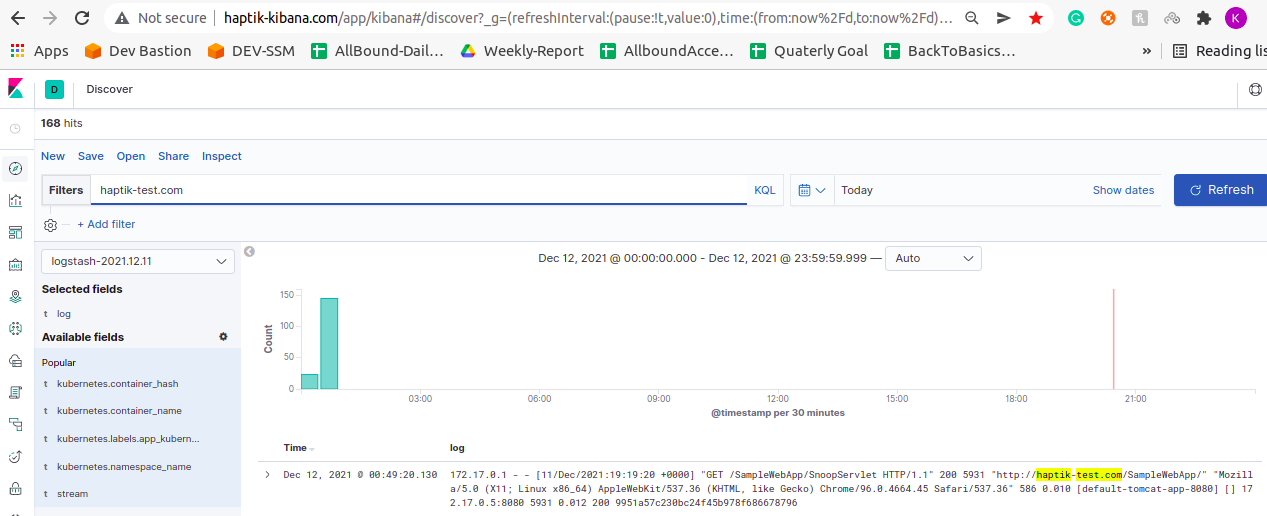 Not secure | haptik-kibana.com/app/kibana#/discover?_g=(refreshInterval:(pause:!t,value:0),time:(from:now%2Fd,to:now%2Fd)... K
Apps Dev Bastion DEV-SSM AllBound-Dail... Weekly-Report AllboundAcce... Quaterly Goal BackToBasics... » Reading lis
D Discover
168 hits
New Save Open Share Inspect
Filters haptik-test.com KQL Today Show dates Refresh
+ Add filter
logstash-2021.12.11 Dec 12, 2021 @ 00:00:00.000 - Dec 12, 2021 @ 23:59:59.999 — Auto
Selected fields
t log
Available fields
Popular
t kubernetes.container_hash
t kubernetes.container_name
t kubernetes.labels.app_kubern...
t kubernetes.namespace_name
t stream
Count
150
100
50
0
03:00 06:00 09:00 12:00 15:00 18:00 21:00
@timestamp per 30 minutes
Time log
Dec 12, 2021 @ 00:49:20.130 172.17.0.1 - - [11/Dec/2021:19:19:20 +0000] "GET /SampleWebApp/SnoopServlet HTTP/1.1" 200 5931 "http://haptik-test.com/SampleWebApp/" "Mozill
a/5.0 (X11; Linux x86_64) AppleWebKit/537.36 (KHTML, like Gecko) Chrome/96.0.4664.45 Safari/537.36" 586 0.010 [default-tomcat-app-8080] [] 17
2.17.0.5:8080 5931 0.012 200 9951a57c230bc24f45b978f686678796